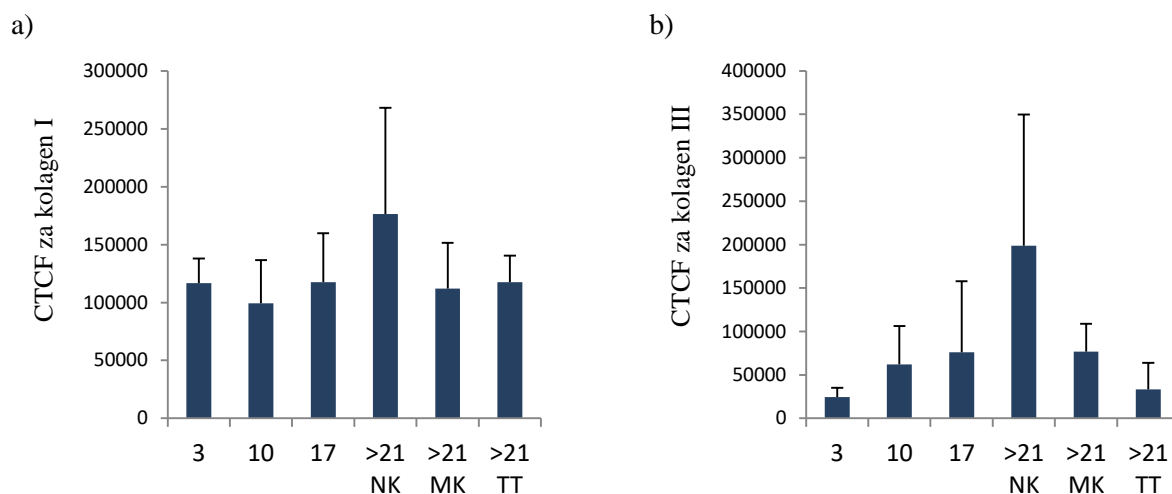 a)
CTCF za kolagen I
300000
250000
200000
150000
100000
50000
0
3 10 17 >21 >21 >21
NK MK TT
b)
CTCF za kolagen III
400000
350000
300000
250000
200000
150000
100000
50000
0
3 10 17 >21 >21 >21
NK MK TT